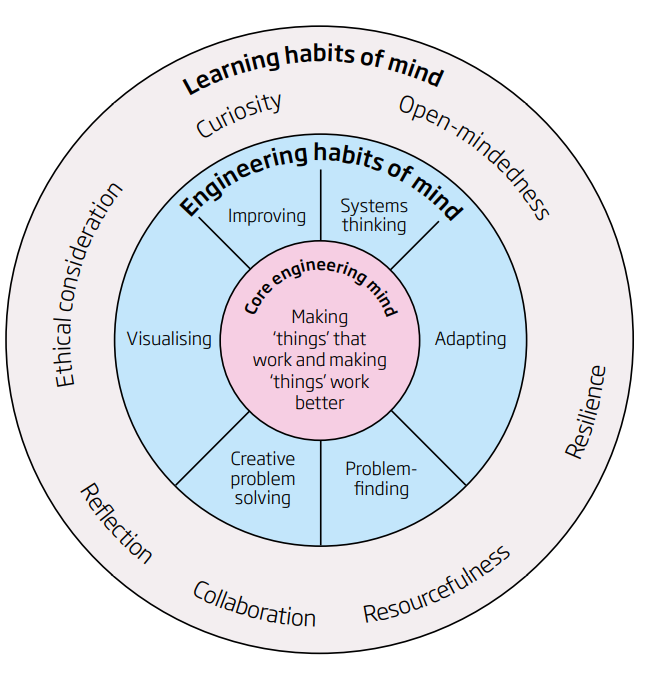 Learning habits of mind
Curiosity
Open-mindedness
Resilience
Resourcefulness
Collaboration
Reflection
Ethical consideration
Engineering habits of mind
Improving
Systems
thinking
Adapting
Problem-
finding
Creative
problem
solving
Visualising
Core engineering mind
Making
‘things’ that
work and making
‘things’ work
better